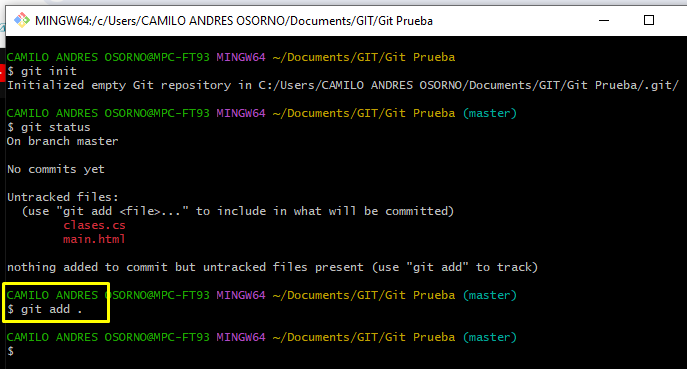 MINGW64:/c/Users/CAMILO ANDRES OSORNO/Documents/GIT/Git Prueba
CAMILO ANDRES OSORNO@MPC-FT93 MINGW64 ~/Documents/GIT/Git Prueba
$ git init
Initialized empty Git repository in C:/Users/CAMILO ANDRES OSORNO/Documents/GIT/Git Prueba/.git/
CAMILO ANDRES OSORNO@MPC-FT93 MINGW64 ~/Documents/GIT/Git Prueba (master)
$ git status
On branch master
No commits yet
Untracked files:
(use "git add <file>..." to include in what will be committed)
clases.cs
main.html
nothing added to commit but untracked files present (use "git add" to track)
CAMILO ANDRES OSORNO@MPC-FT93 MINGW64 ~/Documents/GIT/Git Prueba (master)
$ git add .
CAMILO ANDRES OSORNO@MPC-FT93 MINGW64 ~/Documents/GIT/Git Prueba (master)
$